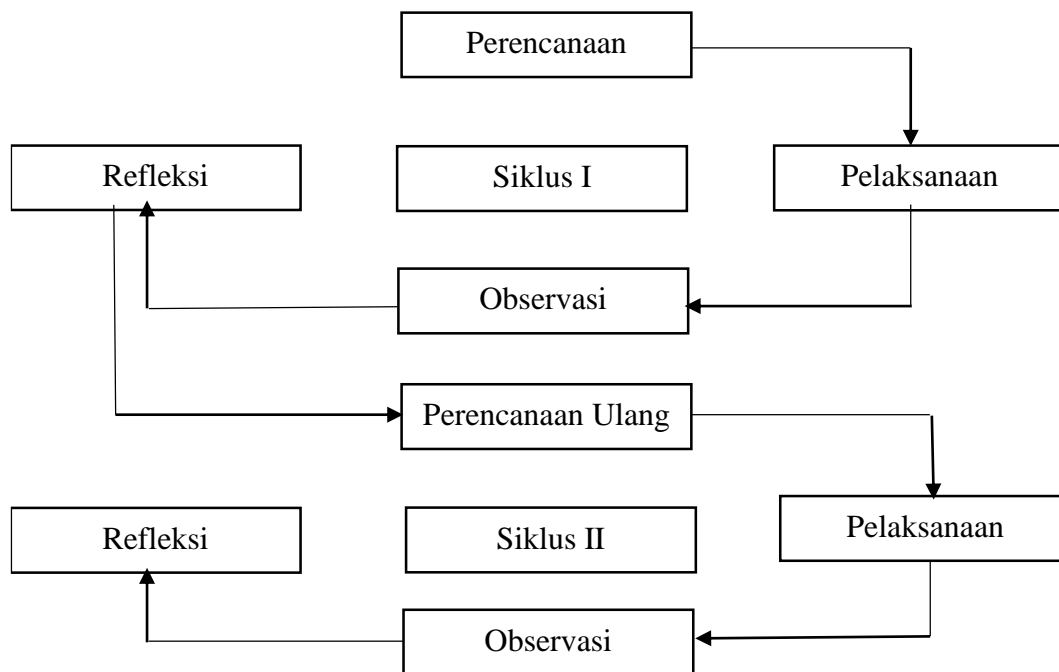 Perencanaan
Refleksi
Siklus I
Pelaksanaan
Observasi
Perencanaan Ulang
Refleksi
Siklus II
Pelaksanaan
Observasi